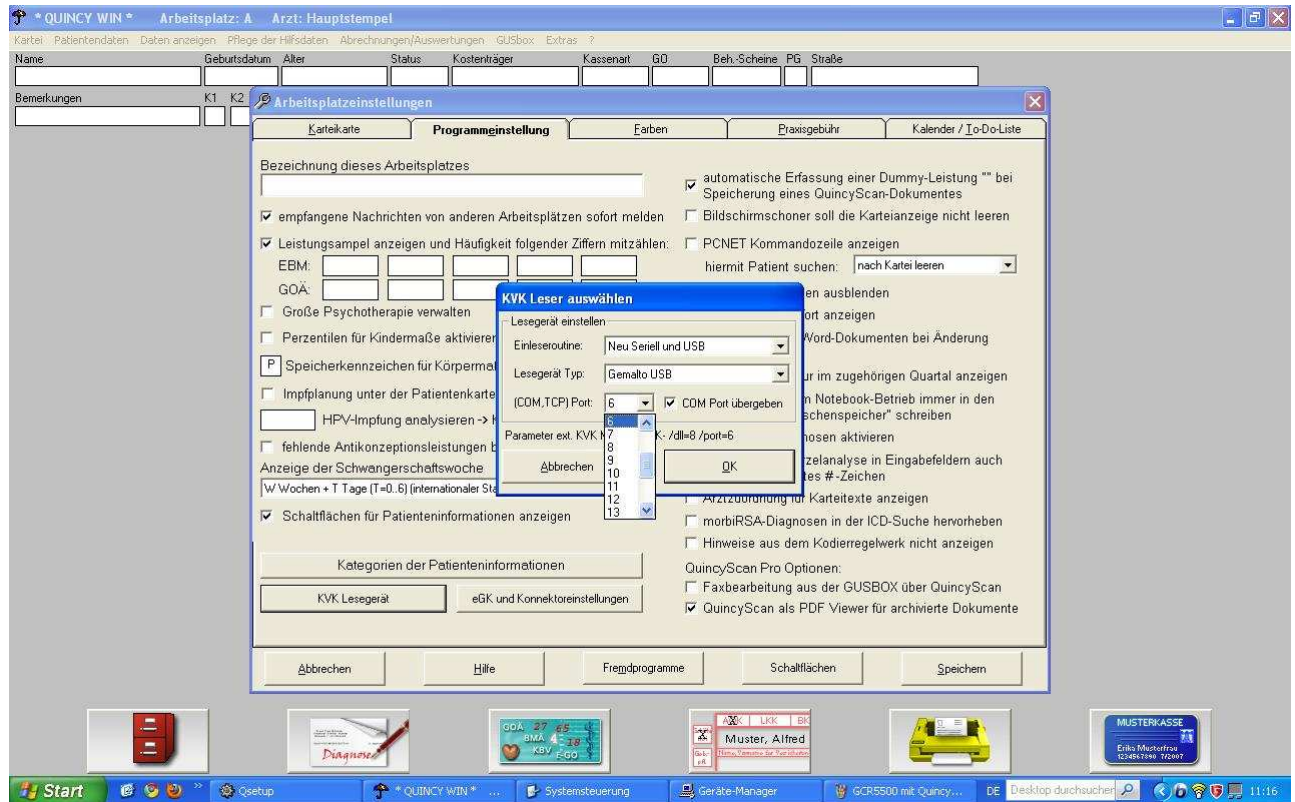 * QUINCY WIN * Arbeitsplatz: A Arzt: Hauptstempel
Kartei Patientendaten Daten anzeigen Pflege der Hilfsdaten Abrechnungen/Auswertungen GUSbox Extras ?
Name Geburtsdatum Alter Status Kostenträger Kassenart GO Beh.-Scheine PG Straße
Bemerkungen K1 K2
Arbeitsplatzeinstellungen
Karteikarte Programmeinstellung Farben Praxisgebühr Kalender / To-Do-Liste
Bezeichnung dieses Arbeitsplatzes
empfangene Nachrichten von anderen Arbeitsplätzen sofort melden
Leistungsampel anzeigen und Häufigkeit folgender Ziffern mitzählen:
EBM:
GOÄ:
Große Psychotherapie verwalten
Perzentilen für Kindermaße aktivieren
P Speicherkennzeichen für Körperma
Impfplanung unter der Patientenkarte
HPV-Impfung analysieren ->
fehlende Antikonzeptionsleistungen
Anzeige der Schwangerschaftswoche
W Wochen + T Tage (T=0..6) (internationaler Sta
Schaltflächen für Patienteninformationen anzeigen
Kategorien der Patienteninformationen
KVK Lesegerät eGK und Konnektoreinstellungen
automatische Erfassung einer Dummy-Leistung "" bei
Speicherung eines QuincyScan-Dokumentes
Bildschirmschoner soll die Karteianzeige nicht leeren
PCNET Kommandozeile anzeigen
hiermit Patient suchen: nach Kartei leeren
en ausblenden
ort anzeigen
Word-Dokumenten bei Änderung
ur im zugehörigen Quartal anzeigen
n Notebook-Betrieb immer in den
schenspeicher" schreiben
nosen aktivieren
zelanalyse in Eingabefeldern auch
tes #-Zeichen
Arztzuordnung für Karteitexte anzeigen
morbiRSA-Diagnosen in der ICD-Suche hervorheben
Hinweise aus dem Kodierregelwerk nicht anzeigen
QuincyScan Pro Optionen:
Faxbearbeitung aus der GUSBOX über QuincyScan
QuincyScan als PDF Viewer für archivierte Dokumente
KVK Leser auswählen
Lesegerät einstellen
Einleseroutine: Neu Seriell und USB
Lesegerät Typ: Gemalto USB
(COM,TCP) Port: 6 COM Port übergeben
6
7
8
9
10
11
12
13
Parameter ext. KVK K- /dll=8 /port=6
Abbrechen OK
Abbrechen Hilfe Fremdprogramme Schaltflächen Speichern
Diagnose
GOÄ 27 65
BMÄ 4 18
KBV E-GO
AOK LKK BK
Muster, Alfred
MUSTERKASSE
Erika Musterfrau
1234567890 7/2007
Start Qsetup * QUINCY WIN * ... Systemsteuerung Geräte-Manager GCR5500 mit Quincy... DE Desktop durchsuchen 11:16